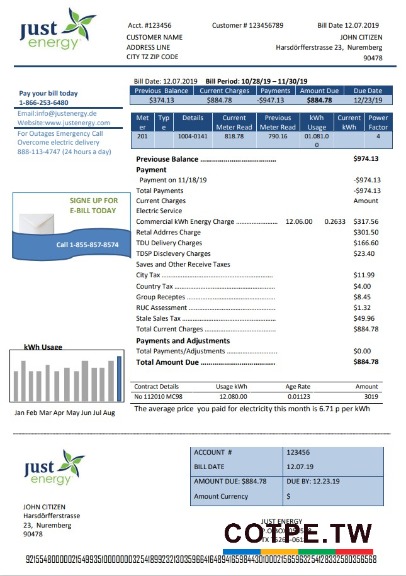 just energy
Acct. #123456 Customer # 123456789 Bill Date 12.07.2019
CUSTOMER NAME JOHN CITIZEN
ADDRESS LINE Harsdörfferstrasse 23, Nuremberg
CITY TZ ZIP CODE 90478
Bill Date: 12.07.2019 Bill Period: 10/28/19 – 11/30/19
Previous Balance Current Charges Payments Amount Due Due Date
$374.13 $884.78 -$947.13 $884.78 12/23/19
Pay your bill today
1-866-253-6480
Email:info@justenergy.de
Website:www.justenergy.com
For Outages Emergency Call
Overcome electric delivery
888-113-4747 (24 hours a day)
Met er Typ e Details Current Meter Read Previous Meter Read kWh Usage Current kWh Power Factor
201 1004-0141 818.78 790.16 01.081.0 0 4
Previouse Balance $974.13
Payment
Payment on 11/18/19 -$974.13
Total Payments -$974.13
Current Charges Amount
Electric Service
Commercial kWh Energy Charge 12.06.00 0.2633 $317.56
Retal Addrres Charge $301.50
TDU Delivery Charges $166.60
TDSP Disclevery Charges $23.40
Saves and Other Receive Taxes
City Tax $11.99
Country Tax $4.00
Group Receptes $8.45
RUC Assessment $1.32
Stale Sales Tax $49.96
Total Current Charges $884.78
Payments and Adjustments
Total Payments/Adjustments $0.00
Total Amount Due $884.78
SIGNE UP FOR
E-BILL TODAY
Call 1-855-857-8574
kWh Usage
Jan Feb Mar Apr May Jun Jul Aug
Contract Details Usage kWh Age Rate Amount
No 112010 MC98 12.080.00 0.01123 3019
The average price you paid for electricity this month is 6.71 p per kWh
just energy
ACCOUNT # 123456
BILL DATE 12.07.19
AMOUNT DUE: $884.78 DUE BY: 12.23.19
Amount Currency $
JOHN CITIZEN
Harsdörfferstrasse
23, Nuremberg
90478
JUST ENERGY
COTPE.TW